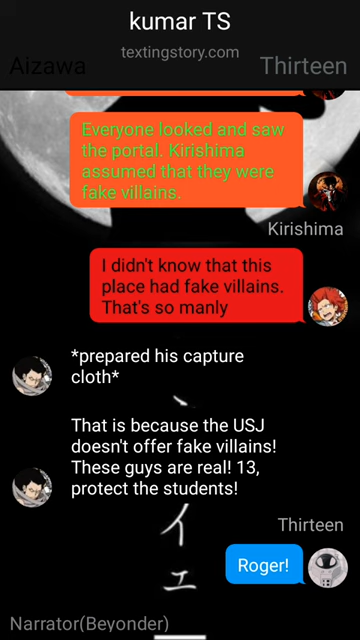 kumar TS
textingstory.com
Aizawa
Thirteen
Everyone looked and saw
the portal. Kirishima
assumed that they were
fake villains.
Kirishima
I didn't know that this
place had fake villains.
That's so manly
*prepared his capture
cloth*
That is because the USJ
doesn't offer fake villains!
These guys are real! 13,
protect the students!
Thirteen
Roger!
イ
エ
Narrator(Beyonder)